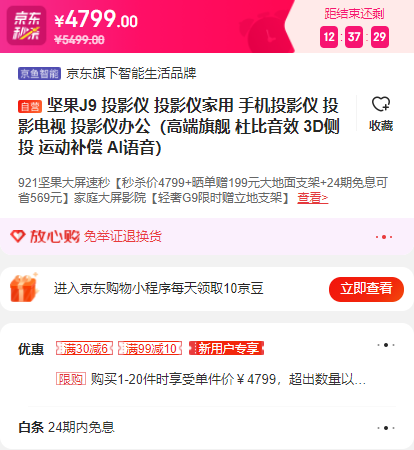 京东
秒杀
¥4799.00
¥5499.00
距结束还剩
12:37:29
京鱼智能 京东旗下智能生活品牌
自营 坚果J9 投影仪 投影仪家用 手机投影仪 投
影电视 投影仪办公（高端旗舰 杜比音效 3D侧
投 运动补偿 AI语音)
收藏
921坚果大屏速秒【秒杀价4799+晒单赠199元大地面支架+24期免息可
省569元】家庭大屏影院【轻奢G9限时赠立地支架】 查看>
放心购 免举证退换货
进入京东购物小程序每天领取10京豆
立即查看
优惠 满30减6 满99减10 新用户专享
限购 购买1-20件时享受单件价￥4799，超出数量以…
白条 24期内免息